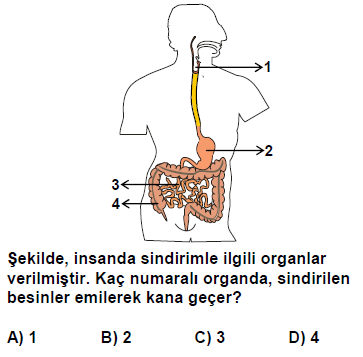 1
2
3
4
Şekilde, insanda sindirimle ilgili organlar
verilmiştir. Kaç numaralı organda, sindirilen
besinler emilerek kana geçer?
A) 1 B) 2 C) 3 D) 4